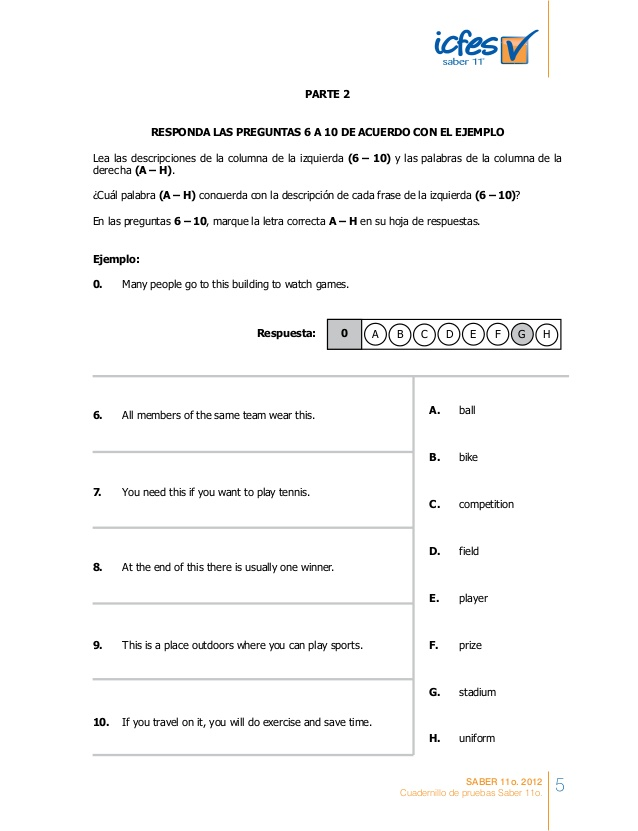 icfes
saber 11°
PARTE 2
RESPONDA LAS PREGUNTAS 6 A 10 DE ACUERDO CON EL EJEMPLO
Lea las descripciones de la columna de la izquierda (6 – 10) y las palabras de la columna de la
derecha (A – H).
¿Cuál palabra (A – H) concuerda con la descripción de cada frase de la izquierda (6 – 10)?
En las preguntas 6 – 10, marque la letra correcta A – H en su hoja de respuestas.
Ejemplo:
0. Many people go to this building to watch games.
Respuesta: 0 A B C D E F G H
6. All members of the same team wear this.
7. You need this if you want to play tennis.
8. At the end of this there is usually one winner.
9. This is a place outdoors where you can play sports.
10. If you travel on it, you will do exercise and save time.
A. ball
B. bike
C. competition
D. field
E. player
F. prize
G. stadium
H. uniform
SABER 11o. 2012
Cuadernillo de pruebas Saber 11o.
5